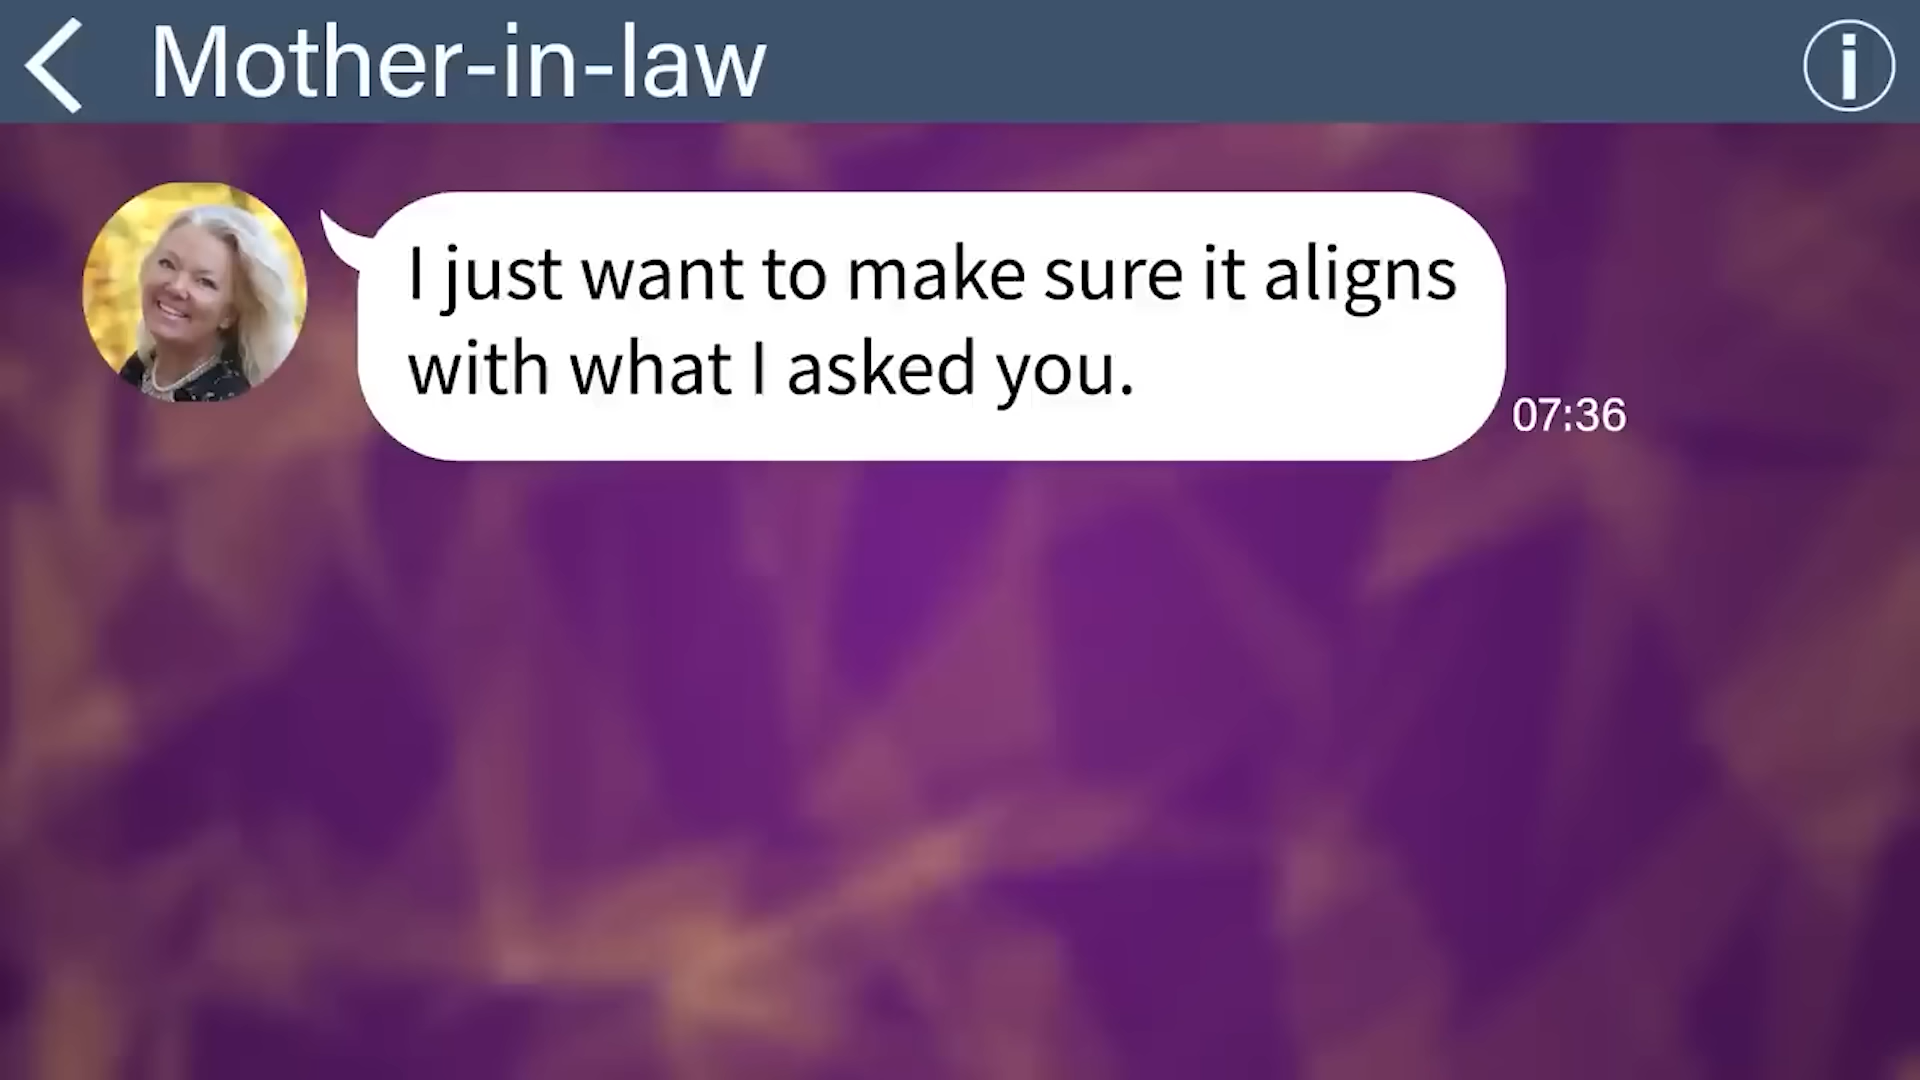 Mother-in-law
I just want to make sure it aligns
with what I asked you.
07:36